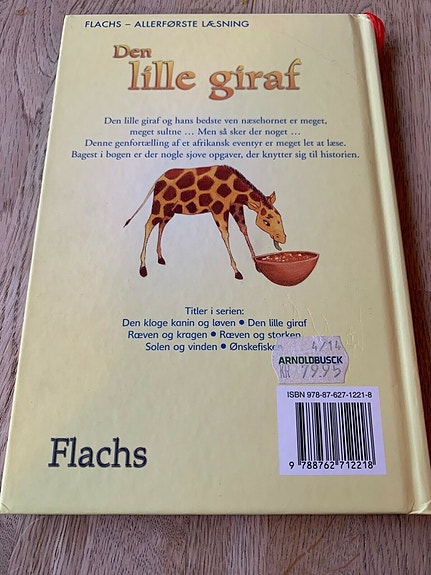 FLACHS – ALLERFØRSTE LÆSNING
Den
lille giraf
Den lille giraf og hans bedste ven næsehornet er meget,
meget sultne ... Men så sker der noget ...
Denne genfortælling af et afrikansk eventyr er meget let at læse.
Bagest i bogen er der nogle sjove opgaver, der knytter sig til historien.
Titler i serien:
Den kloge kanin og løven • Den lille giraf
Ræven og kragen • Ræven og storken
Solen og vinden • Ønskefisken
4/14
ARNOLDBUSCK
KR 79.95
ISBN 978-87-627-1221-8
9 788762 712218
Flachs